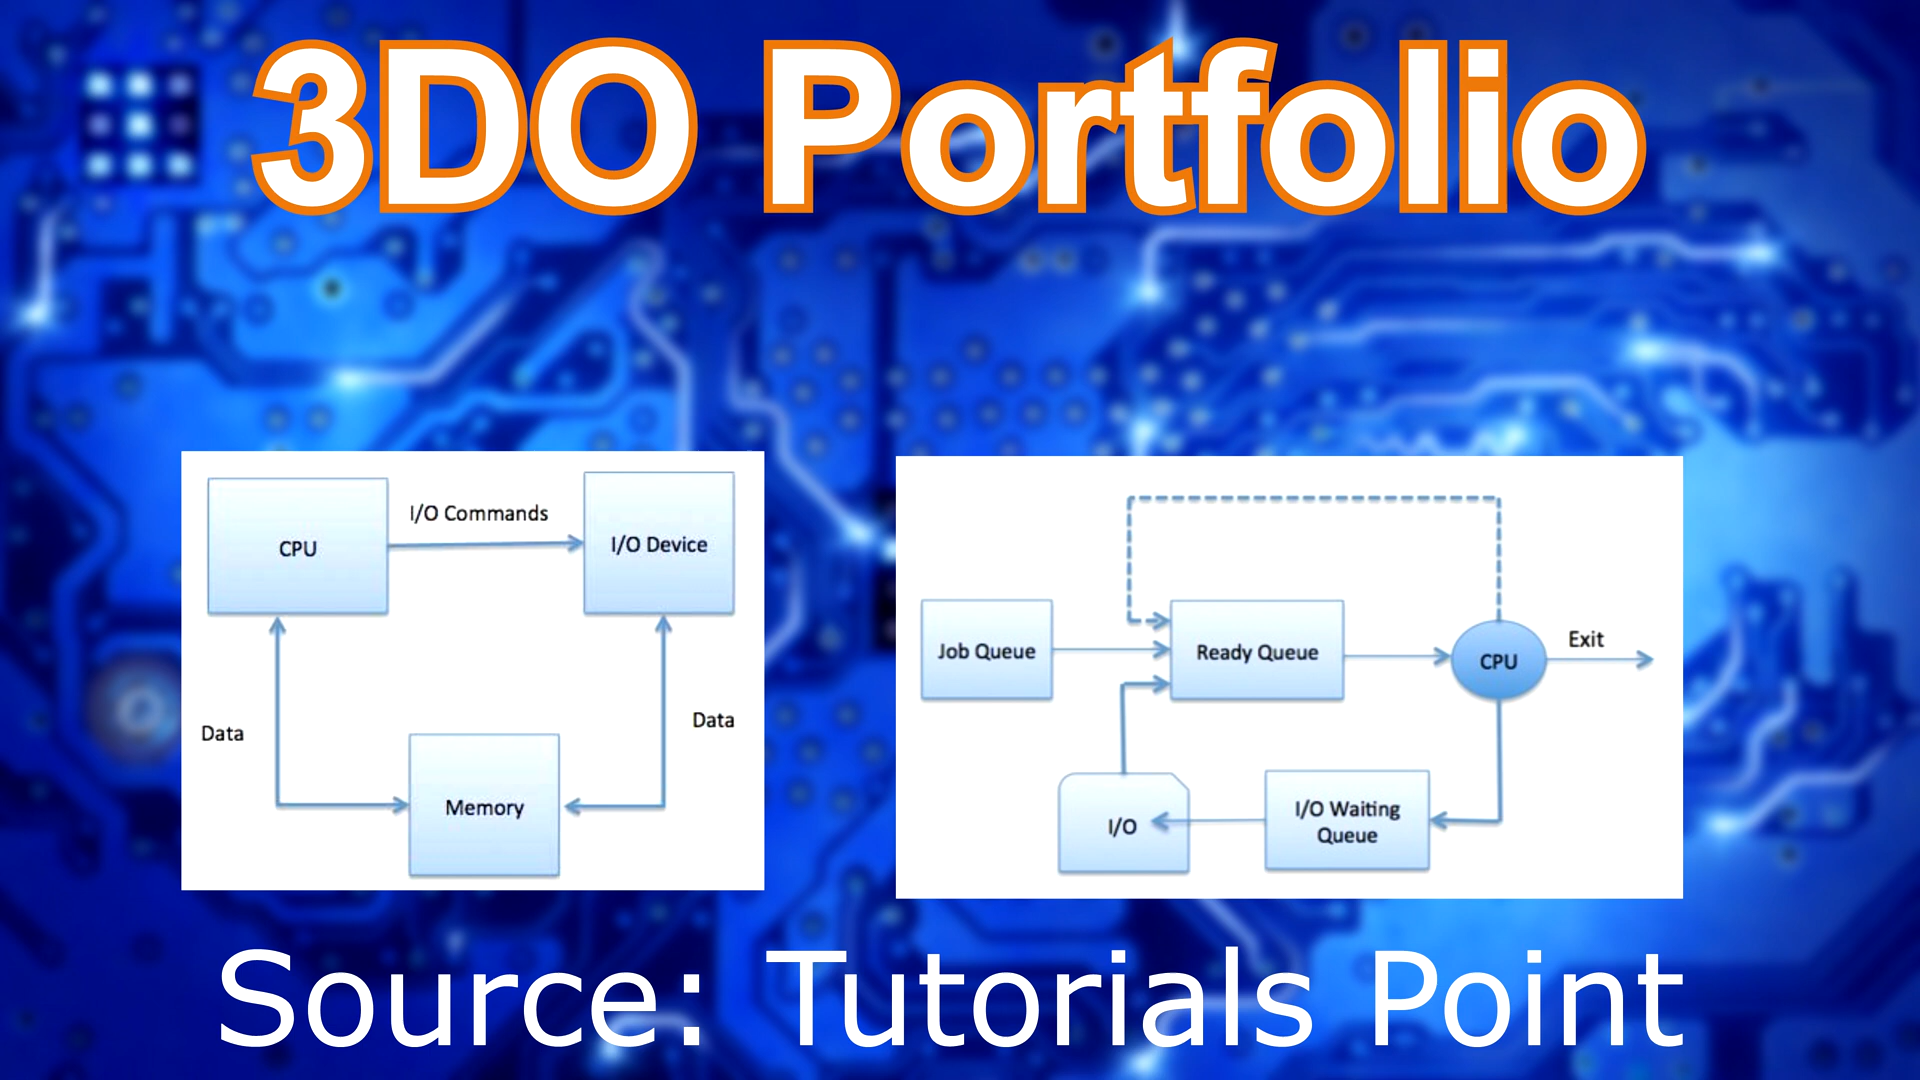 3DO Portfolio
CPU
I/O Commands
I/O Device
Data
Data
Memory
Job Queue
Ready Queue
CPU
Exit
I/O
I/O Waiting
Queue
Source: Tutorials Point